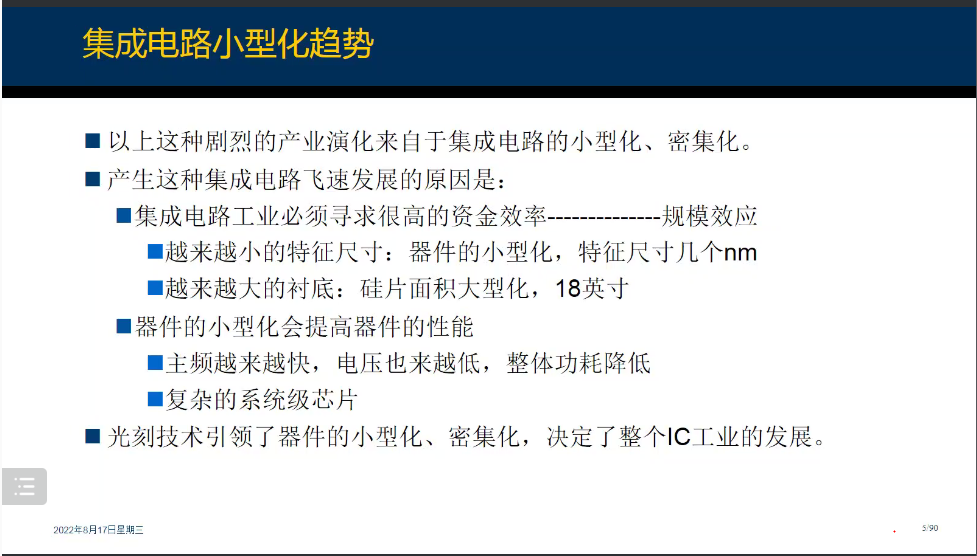 集成电路小型化趋势
以上这种剧烈的产业演化来自于集成电路的小型化、密集化。
产生这种集成电路飞速发展的原因是：
集成电路工业必须寻求很高的资金效率--------------规模效应
越来越小的特征尺寸：器件的小型化，特征尺寸几个nm
越来越大的衬底：硅片面积大型化，18英寸
器件的小型化会提高器件的性能
主频越来越快，电压也来越低，整体功耗降低
复杂的系统级芯片
光刻技术引领了器件的小型化、密集化，决定了整个IC工业的发展。
2022年8月17日星期三
5/90